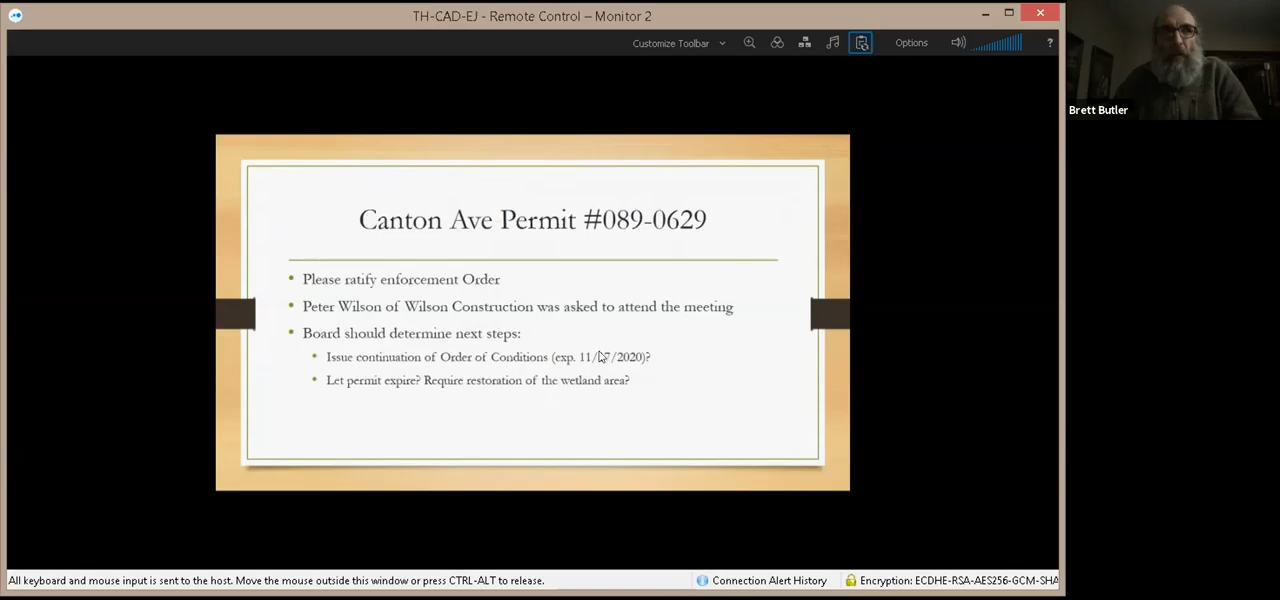 TH-CAD-EJ - Remote Control – Monitor 2
Customize Toolbar
Options
?
Brett Butler
Canton Ave Permit #089-0629
• Please ratify enforcement Order
• Peter Wilson of Wilson Construction was asked to attend the meeting
• Board should determine next steps:
• Issue continuation of Order of Conditions (exp. 11/ 7/2020)?
• Let permit expire? Require restoration of the wetland area?
All keyboard and mouse input is sent to the host. Move the mouse outside this window or press CTRL-ALT to release.
Connection Alert History
Encryption: ECDHE-RSA-AES256-GCM-SHA